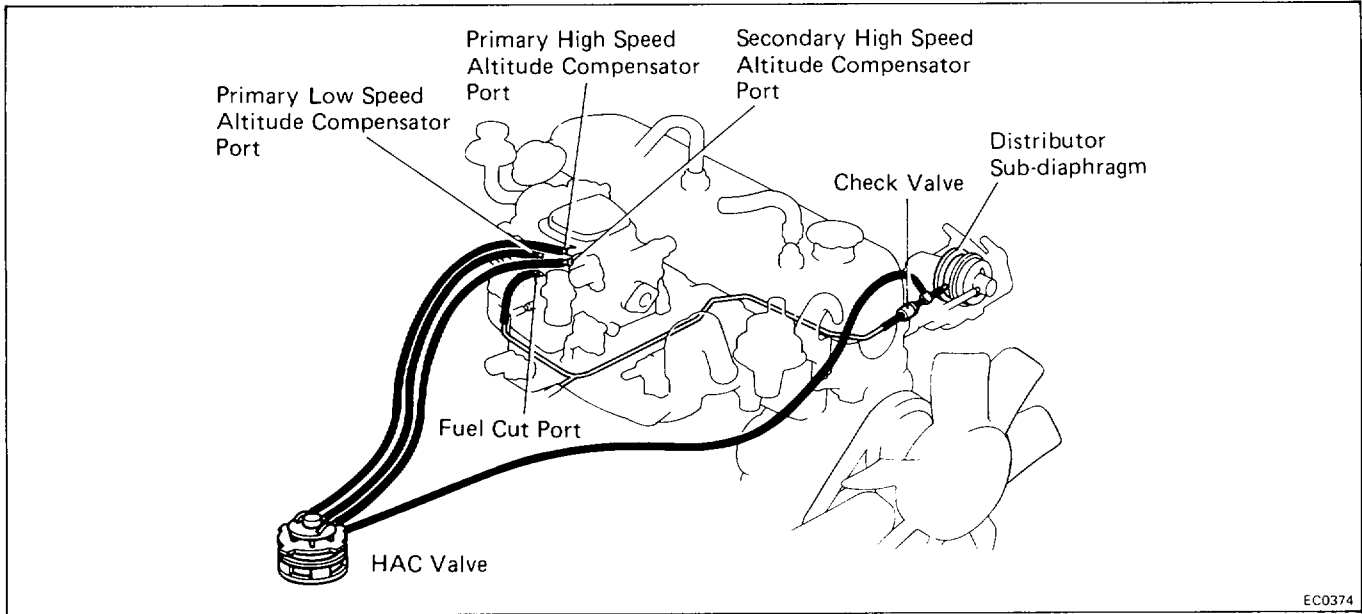 Primary High Speed
Altitude Compensator
Port
Secondary High Speed
Altitude Compensator
Port
Primary Low Speed
Altitude Compensator
Port
Distributor
Sub-diaphragm
Check Valve
Fuel Cut Port
HAC Valve
EC0374